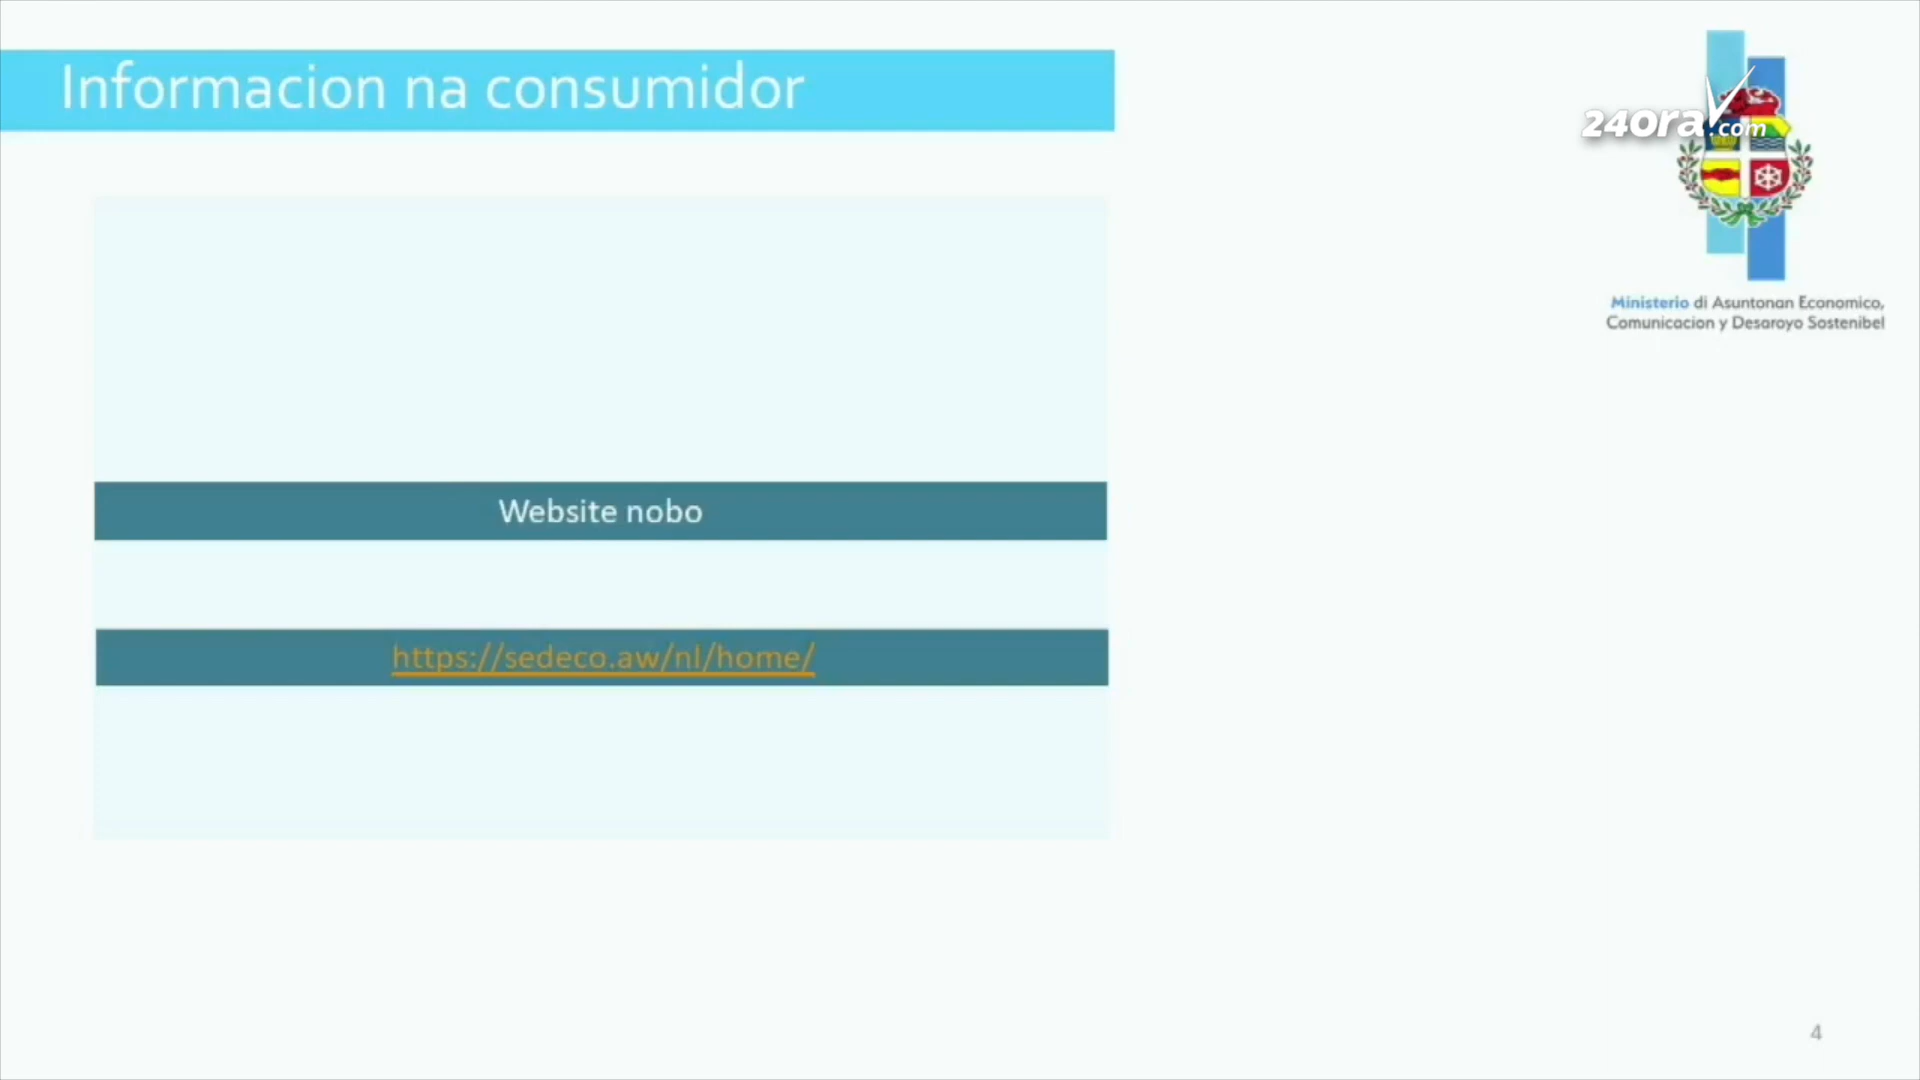 Informacion na consumidor
24ora.com
Ministerio di Asuntonan Economico,
Comunicacion y Desaroyo Sostenibel
Website nobo
https://sedeco.aw/nl/home/
4